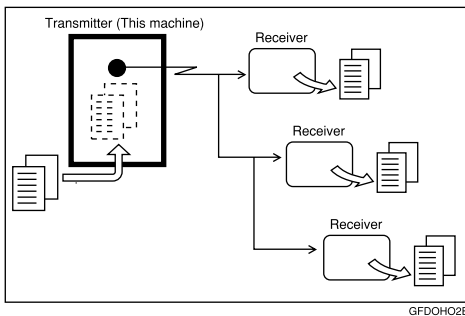 Transmitter (This machine)
Receiver
Receiver
Receiver
GFDOHO2E